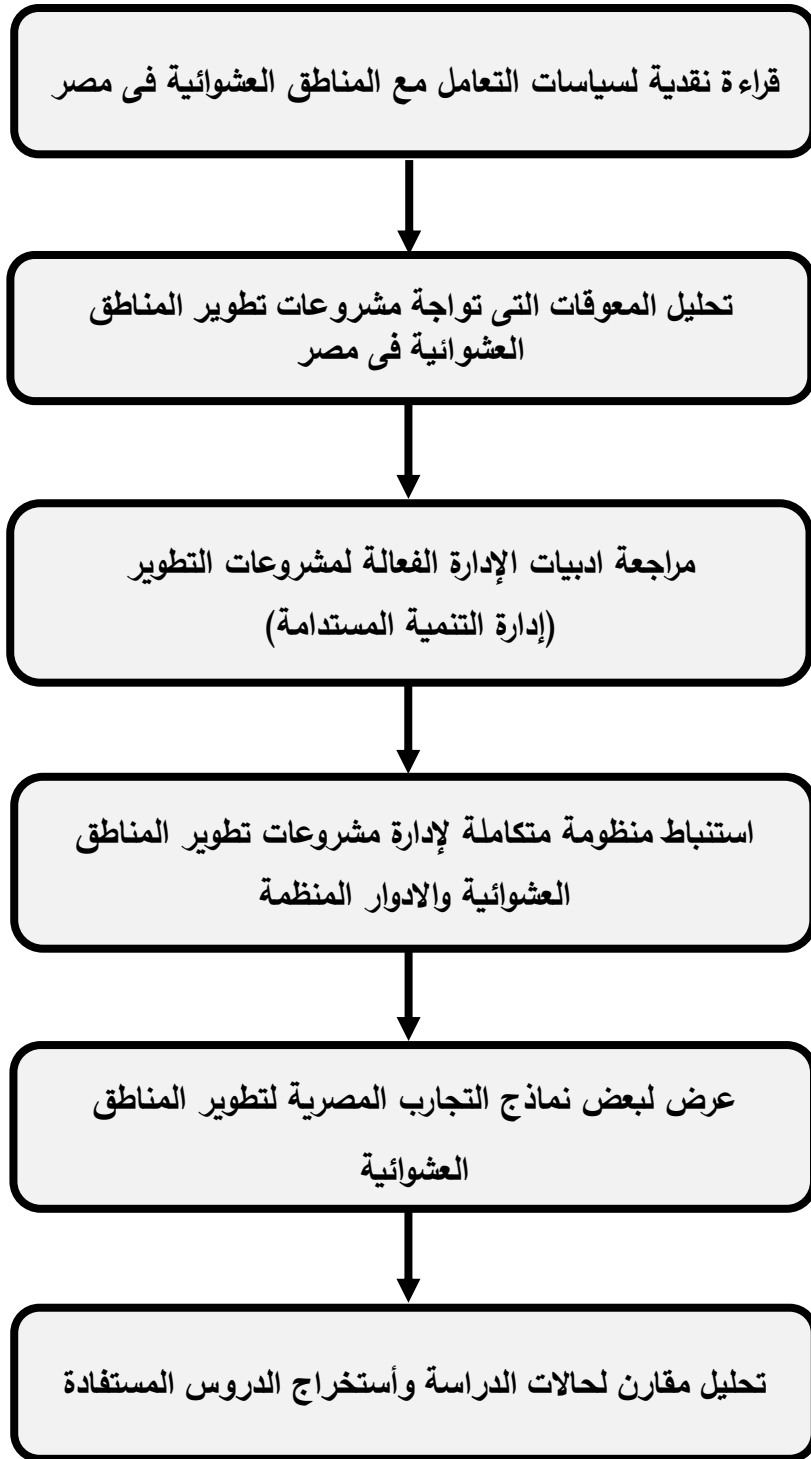 قراءة نقدية لسياسات التعامل مع المناطق العشوائية فى مصر
تحليل المعوقات التى تواجة مشروعات تطوير المناطق
العشوائية فى مصر
مراجعة ادبيات الإدارة الفعالة لمشروعات التطوير
(إدارة التنمية المستدامة)
استنباط منظومة متكاملة لإدارة مشروعات تطوير المناطق
العشوائية والادوار المنظمة
عرض لبعض نماذج التجارب المصرية لتطوير المناطق
العشوائية
تحليل مقارن لحالات الدراسة وأستخراج الدروس المستفادة